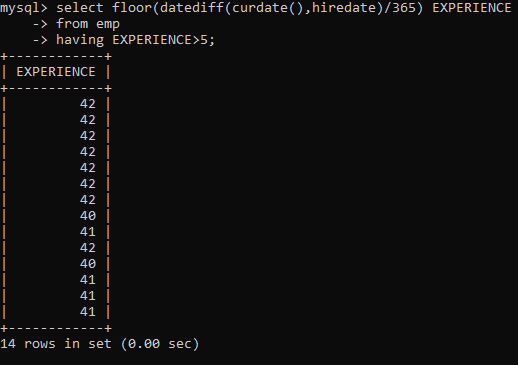 mysql> select floor(datediff(curdate(),hiredate)/365) EXPERIENCE
    -> from emp
    -> having EXPERIENCE>5;
+------------+
| EXPERIENCE |
+------------+
|         42 |
|         42 |
|         42 |
|         42 |
|         42 |
|         42 |
|         42 |
|         40 |
|         41 |
|         42 |
|         40 |
|         41 |
|         41 |
|         41 |
+------------+
14 rows in set (0.00 sec)